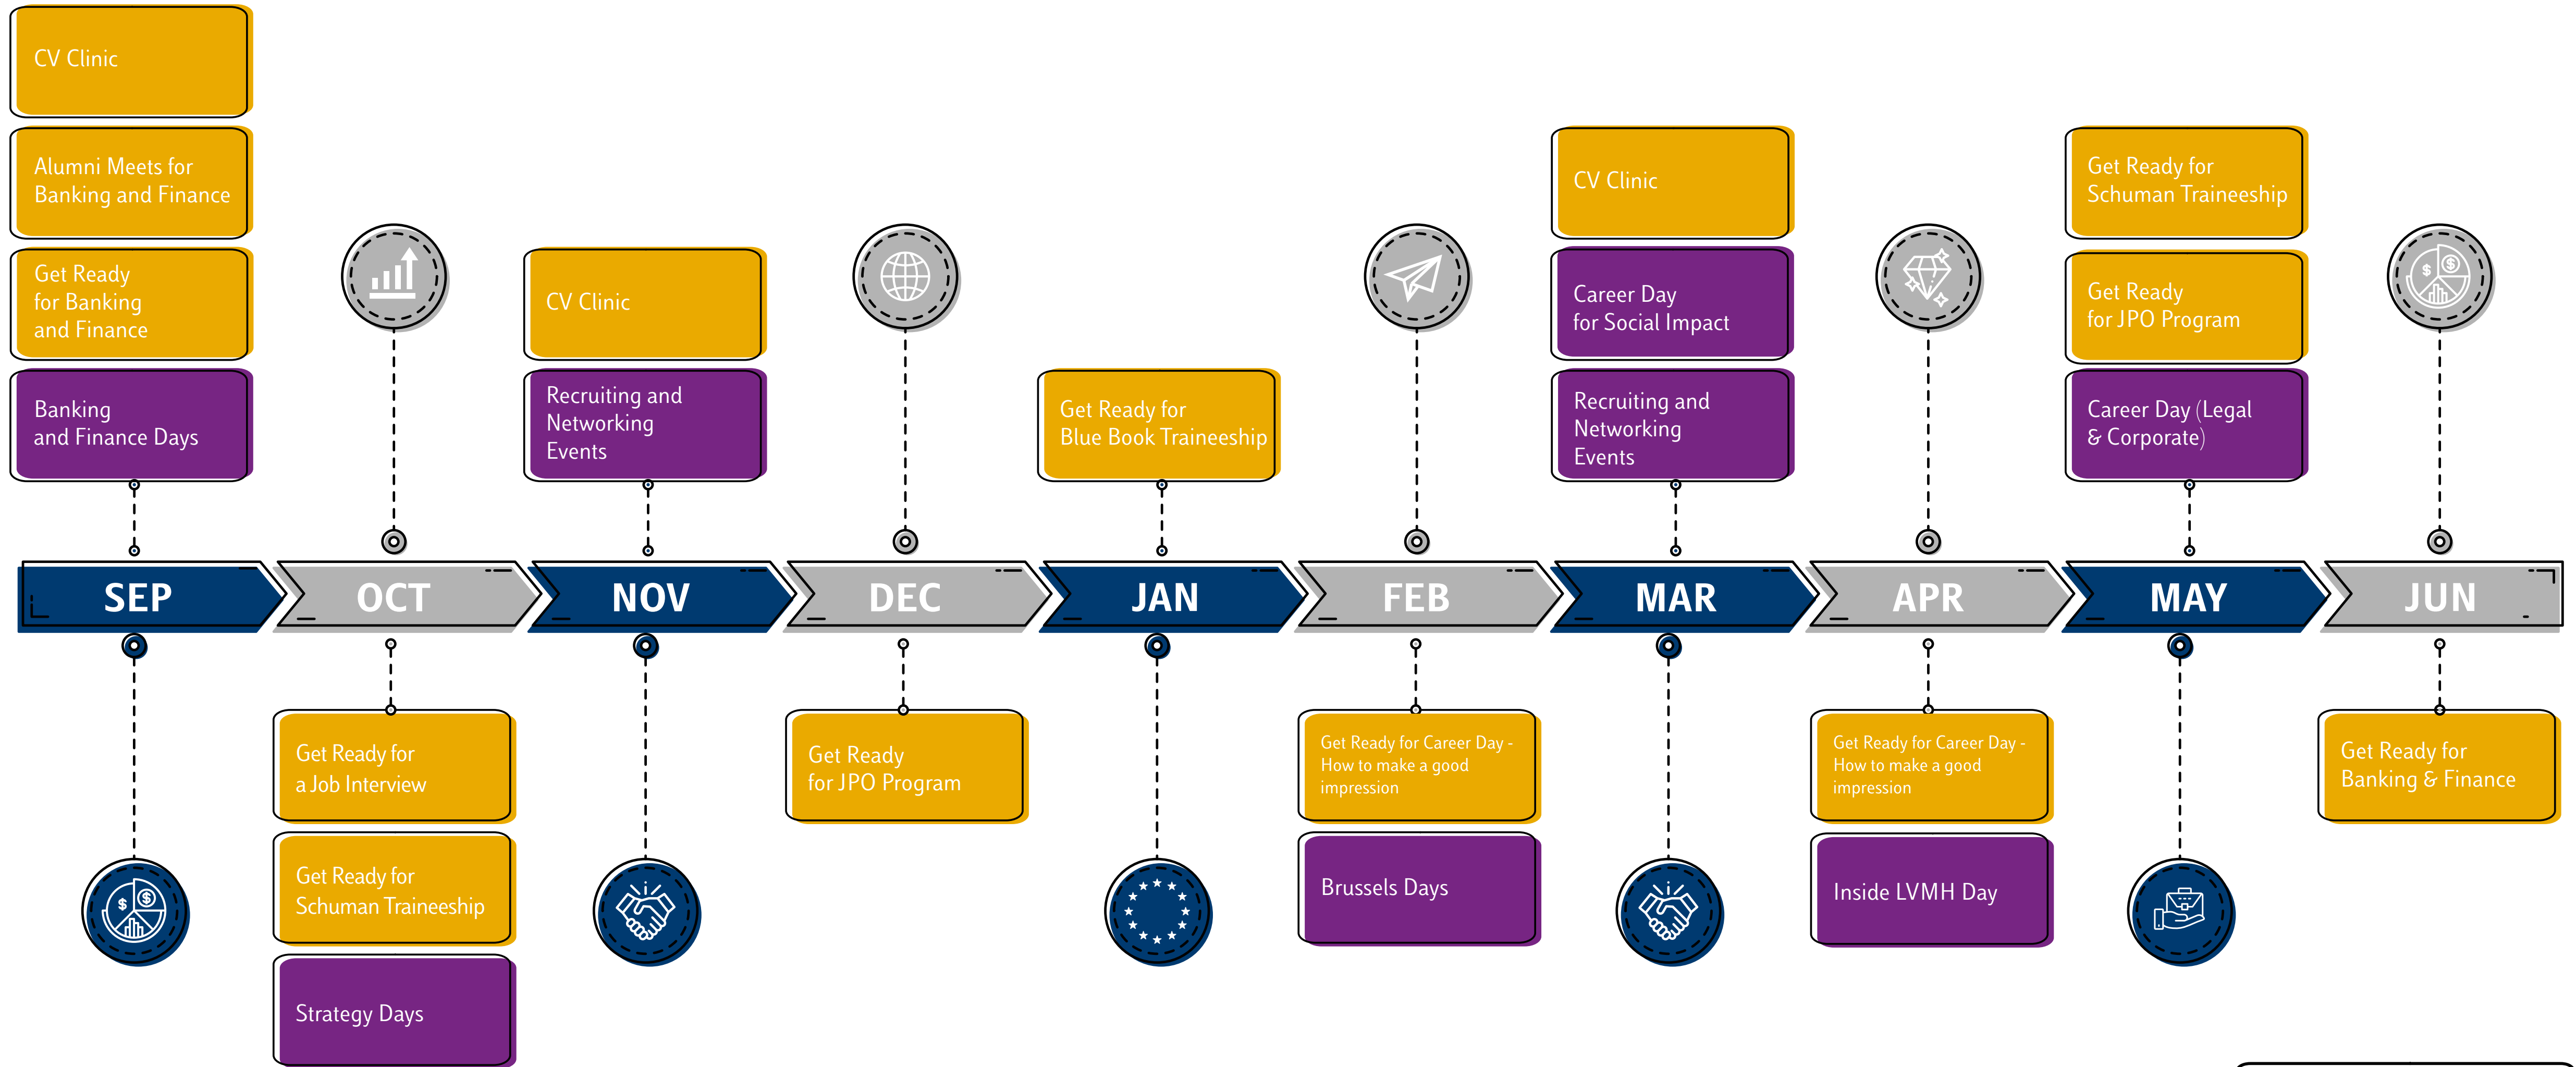 CV Clinic
Alumni Meets for
Banking and Finance
Get Ready
for Banking
and Finance
Banking
and Finance Days
CV Clinic
Recruiting and
Networking
Events
Get Ready for
Blue Book Traineeship
CV Clinic
Career Day
for Social Impact
Recruiting and
Networking
Events
Get Ready for
Schuman Traineeship
Get Ready
for JPO Program
Career Day (Legal
& Corporate)
SEP
OCT
NOV
DEC
JAN
FEB
MAR
APR
MAY
JUN
Get Ready for
a Job Interview
Get Ready for
Schuman Traineeship
Strategy Days
Get Ready
for JPO Program
Get Ready for Career Day -
How to make a good
impression
Brussels Days
Get Ready for Career Day -
How to make a good
impression
Inside LVMH Day
Get Ready for
Banking & Finance